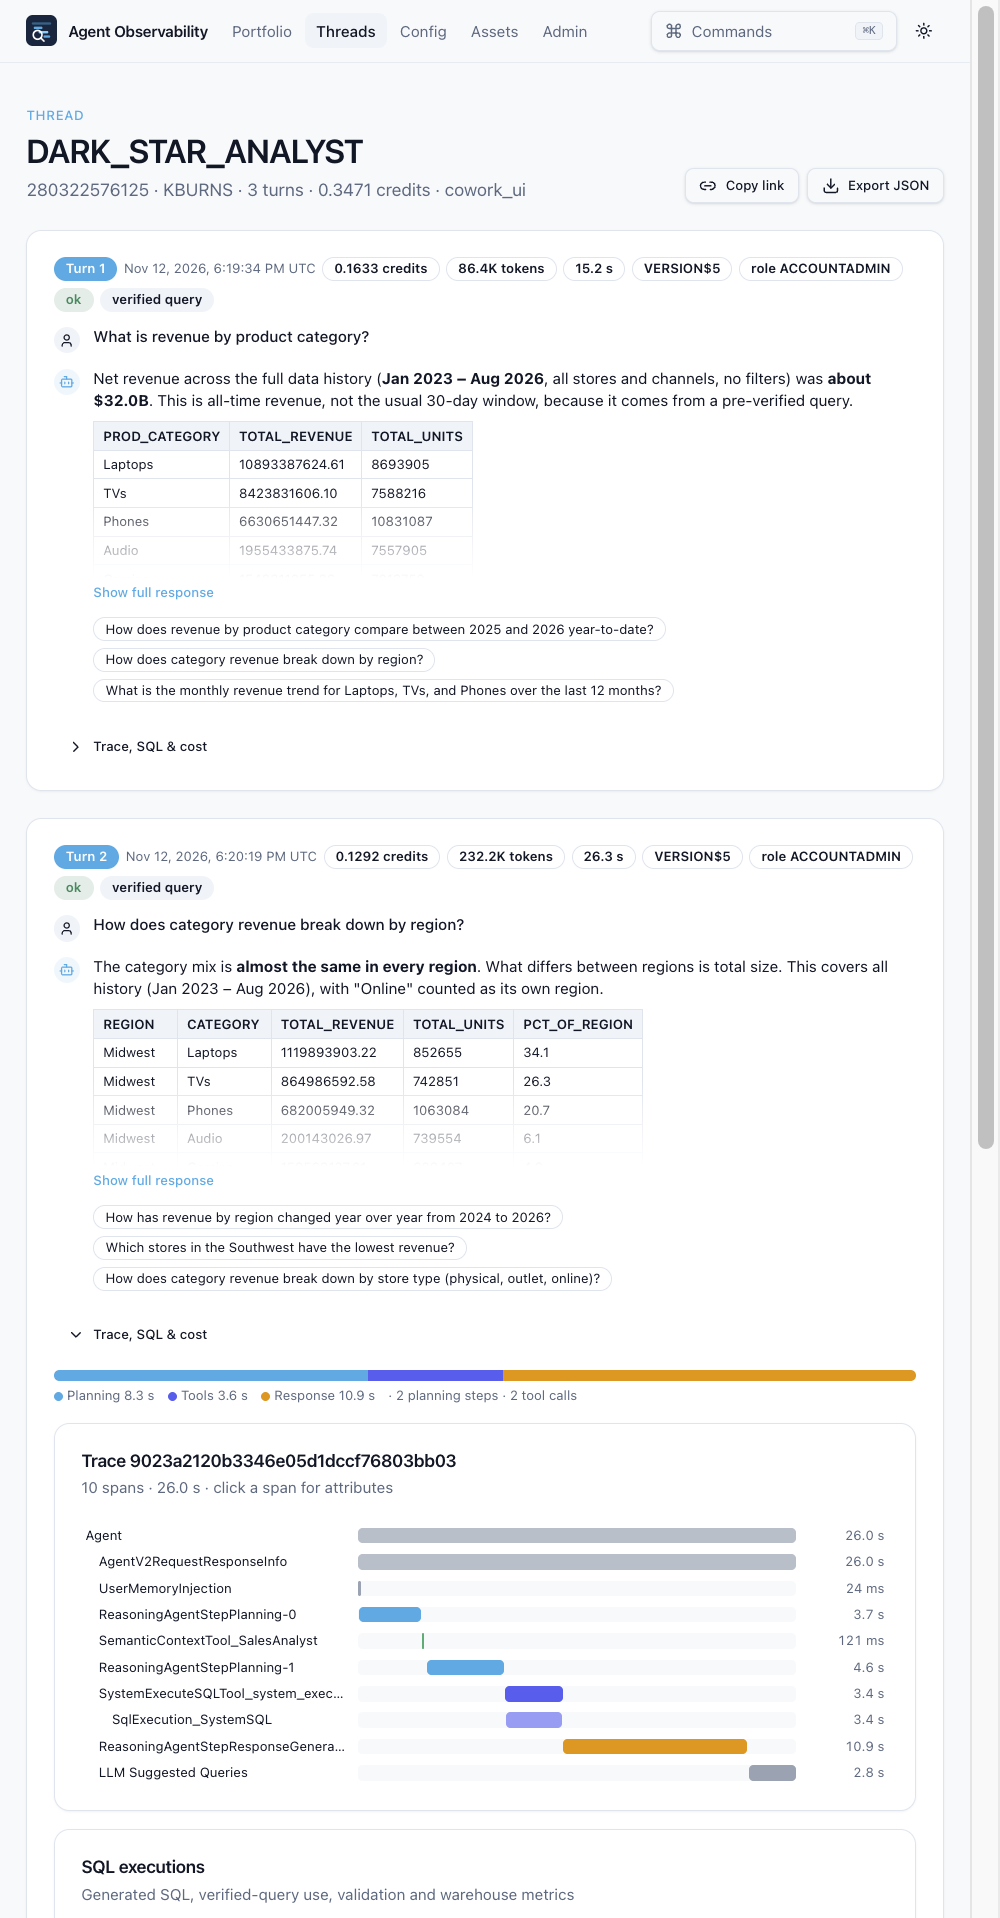 Agent Observability Portfolio Threads Config Assets Admin Commands ⌘K
THREAD
DARK_STAR_ANALYST
280322576125 · KBURNS · 3 turns · 0.3471 credits · cowork_ui
Copy link Export JSON
Turn 1 Nov 12, 2026, 6:19:34 PM UTC 0.1633 credits 86.4K tokens 15.2 s VERSION$5 role ACCOUNTADMIN
ok verified query
What is revenue by product category?
Net revenue across the full data history (Jan 2023 – Aug 2026, all stores and channels, no filters) was about
$32.0B. This is all-time revenue, not the usual 30-day window, because it comes from a pre-verified query.
PROD_CATEGORY TOTAL_REVENUE TOTAL_UNITS
Laptops 10893387624.61 8693905
TVs 8423831606.10 7588216
Phones 6630651447.32 10831087
Audio 1955433875.74 7557905
Show full response
How does revenue by product category compare between 2025 and 2026 year-to-date?
How does category revenue break down by region?
What is the monthly revenue trend for Laptops, TVs, and Phones over the last 12 months?
Trace, SQL & cost
Turn 2 Nov 12, 2026, 6:20:19 PM UTC 0.1292 credits 232.2K tokens 26.3 s VERSION$5 role ACCOUNTADMIN
ok verified query
How does category revenue break down by region?
The category mix is almost the same in every region. What differs between regions is total size. This covers all
history (Jan 2023 – Aug 2026), with "Online" counted as its own region.
REGION CATEGORY TOTAL_REVENUE TOTAL_UNITS PCT_OF_REGION
Midwest Laptops 1119893903.22 852655 34.1
Midwest TVs 864986592.58 742851 26.3
Midwest Phones 682005949.32 1063084 20.7
Midwest Audio 200143026.97 739554 6.1
Show full response
How has revenue by region changed year over year from 2024 to 2026?
Which stores in the Southwest have the lowest revenue?
How does category revenue break down by store type (physical, outlet, online)?
Trace, SQL & cost
Planning 8.3 s Tools 3.6 s Response 10.9 s · 2 planning steps · 2 tool calls
Trace 9023a2120b3346e05d1dccf76803bb03
10 spans · 26.0 s · click a span for attributes
Agent 26.0 s
AgentV2RequestResponseInfo 26.0 s
UserMemoryInjection 24 ms
ReasoningAgentStepPlanning-0 3.7 s
SemanticContextTool_SalesAnalyst 121 ms
ReasoningAgentStepPlanning-1 4.6 s
SystemExecuteSQLTool_system_exec... 3.4 s
SqlExecution_SystemSQL 3.4 s
ReasoningAgentStepResponseGenera... 10.9 s
LLM Suggested Queries 2.8 s
SQL executions
Generated SQL, verified-query use, validation and warehouse metrics